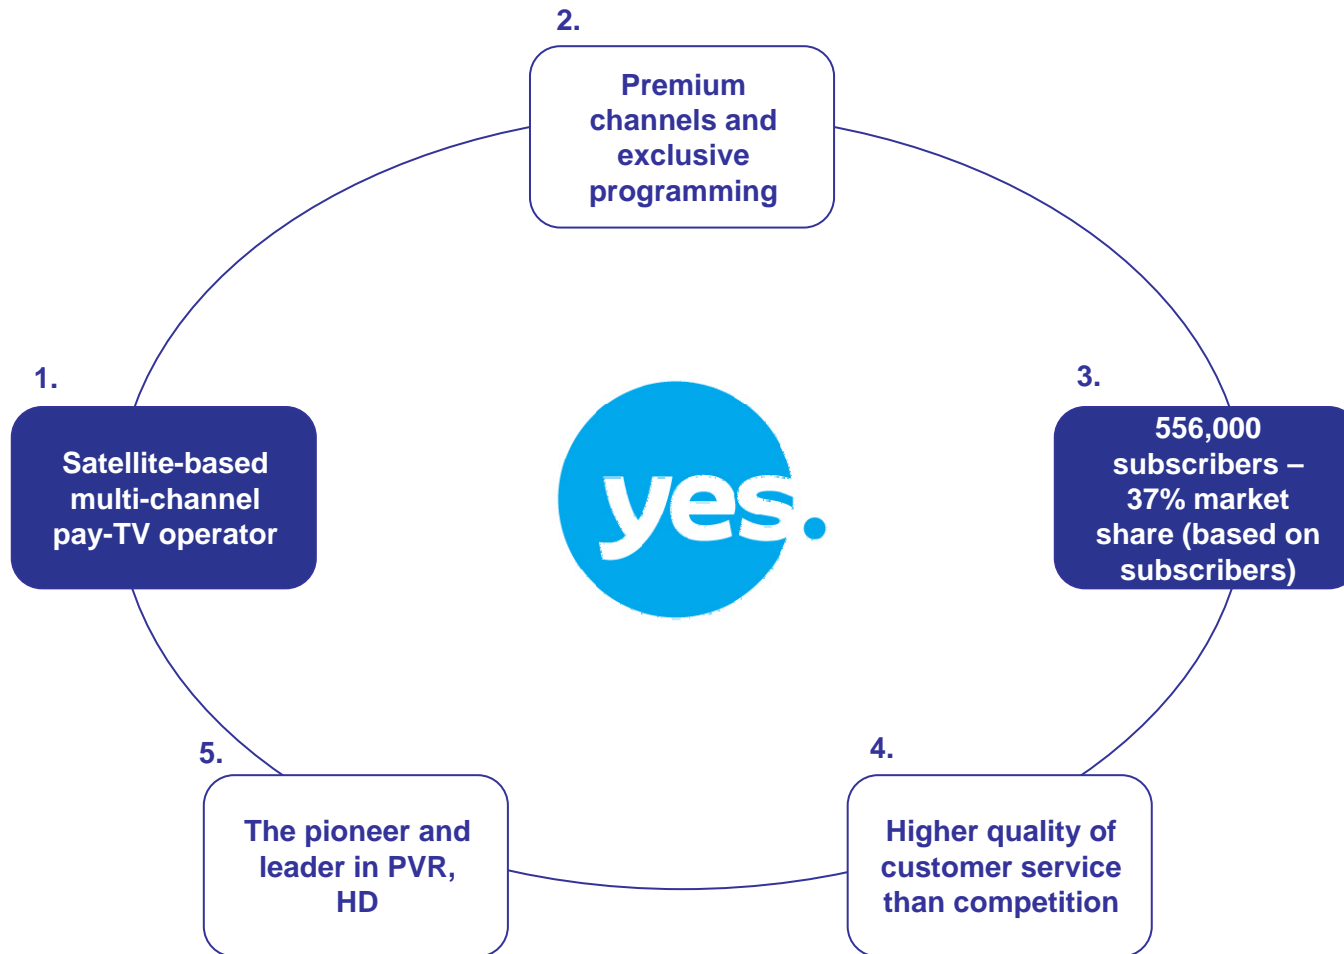 1.
Satellite-based
multi-channel
pay-TV operator
2.
Premium
channels and
exclusive
programming
3.
556,000
subscribers –
37% market
share (based on
subscribers)
4.
Higher quality of
customer service
than competition
5.
The pioneer and
leader in PVR,
HD
yes.